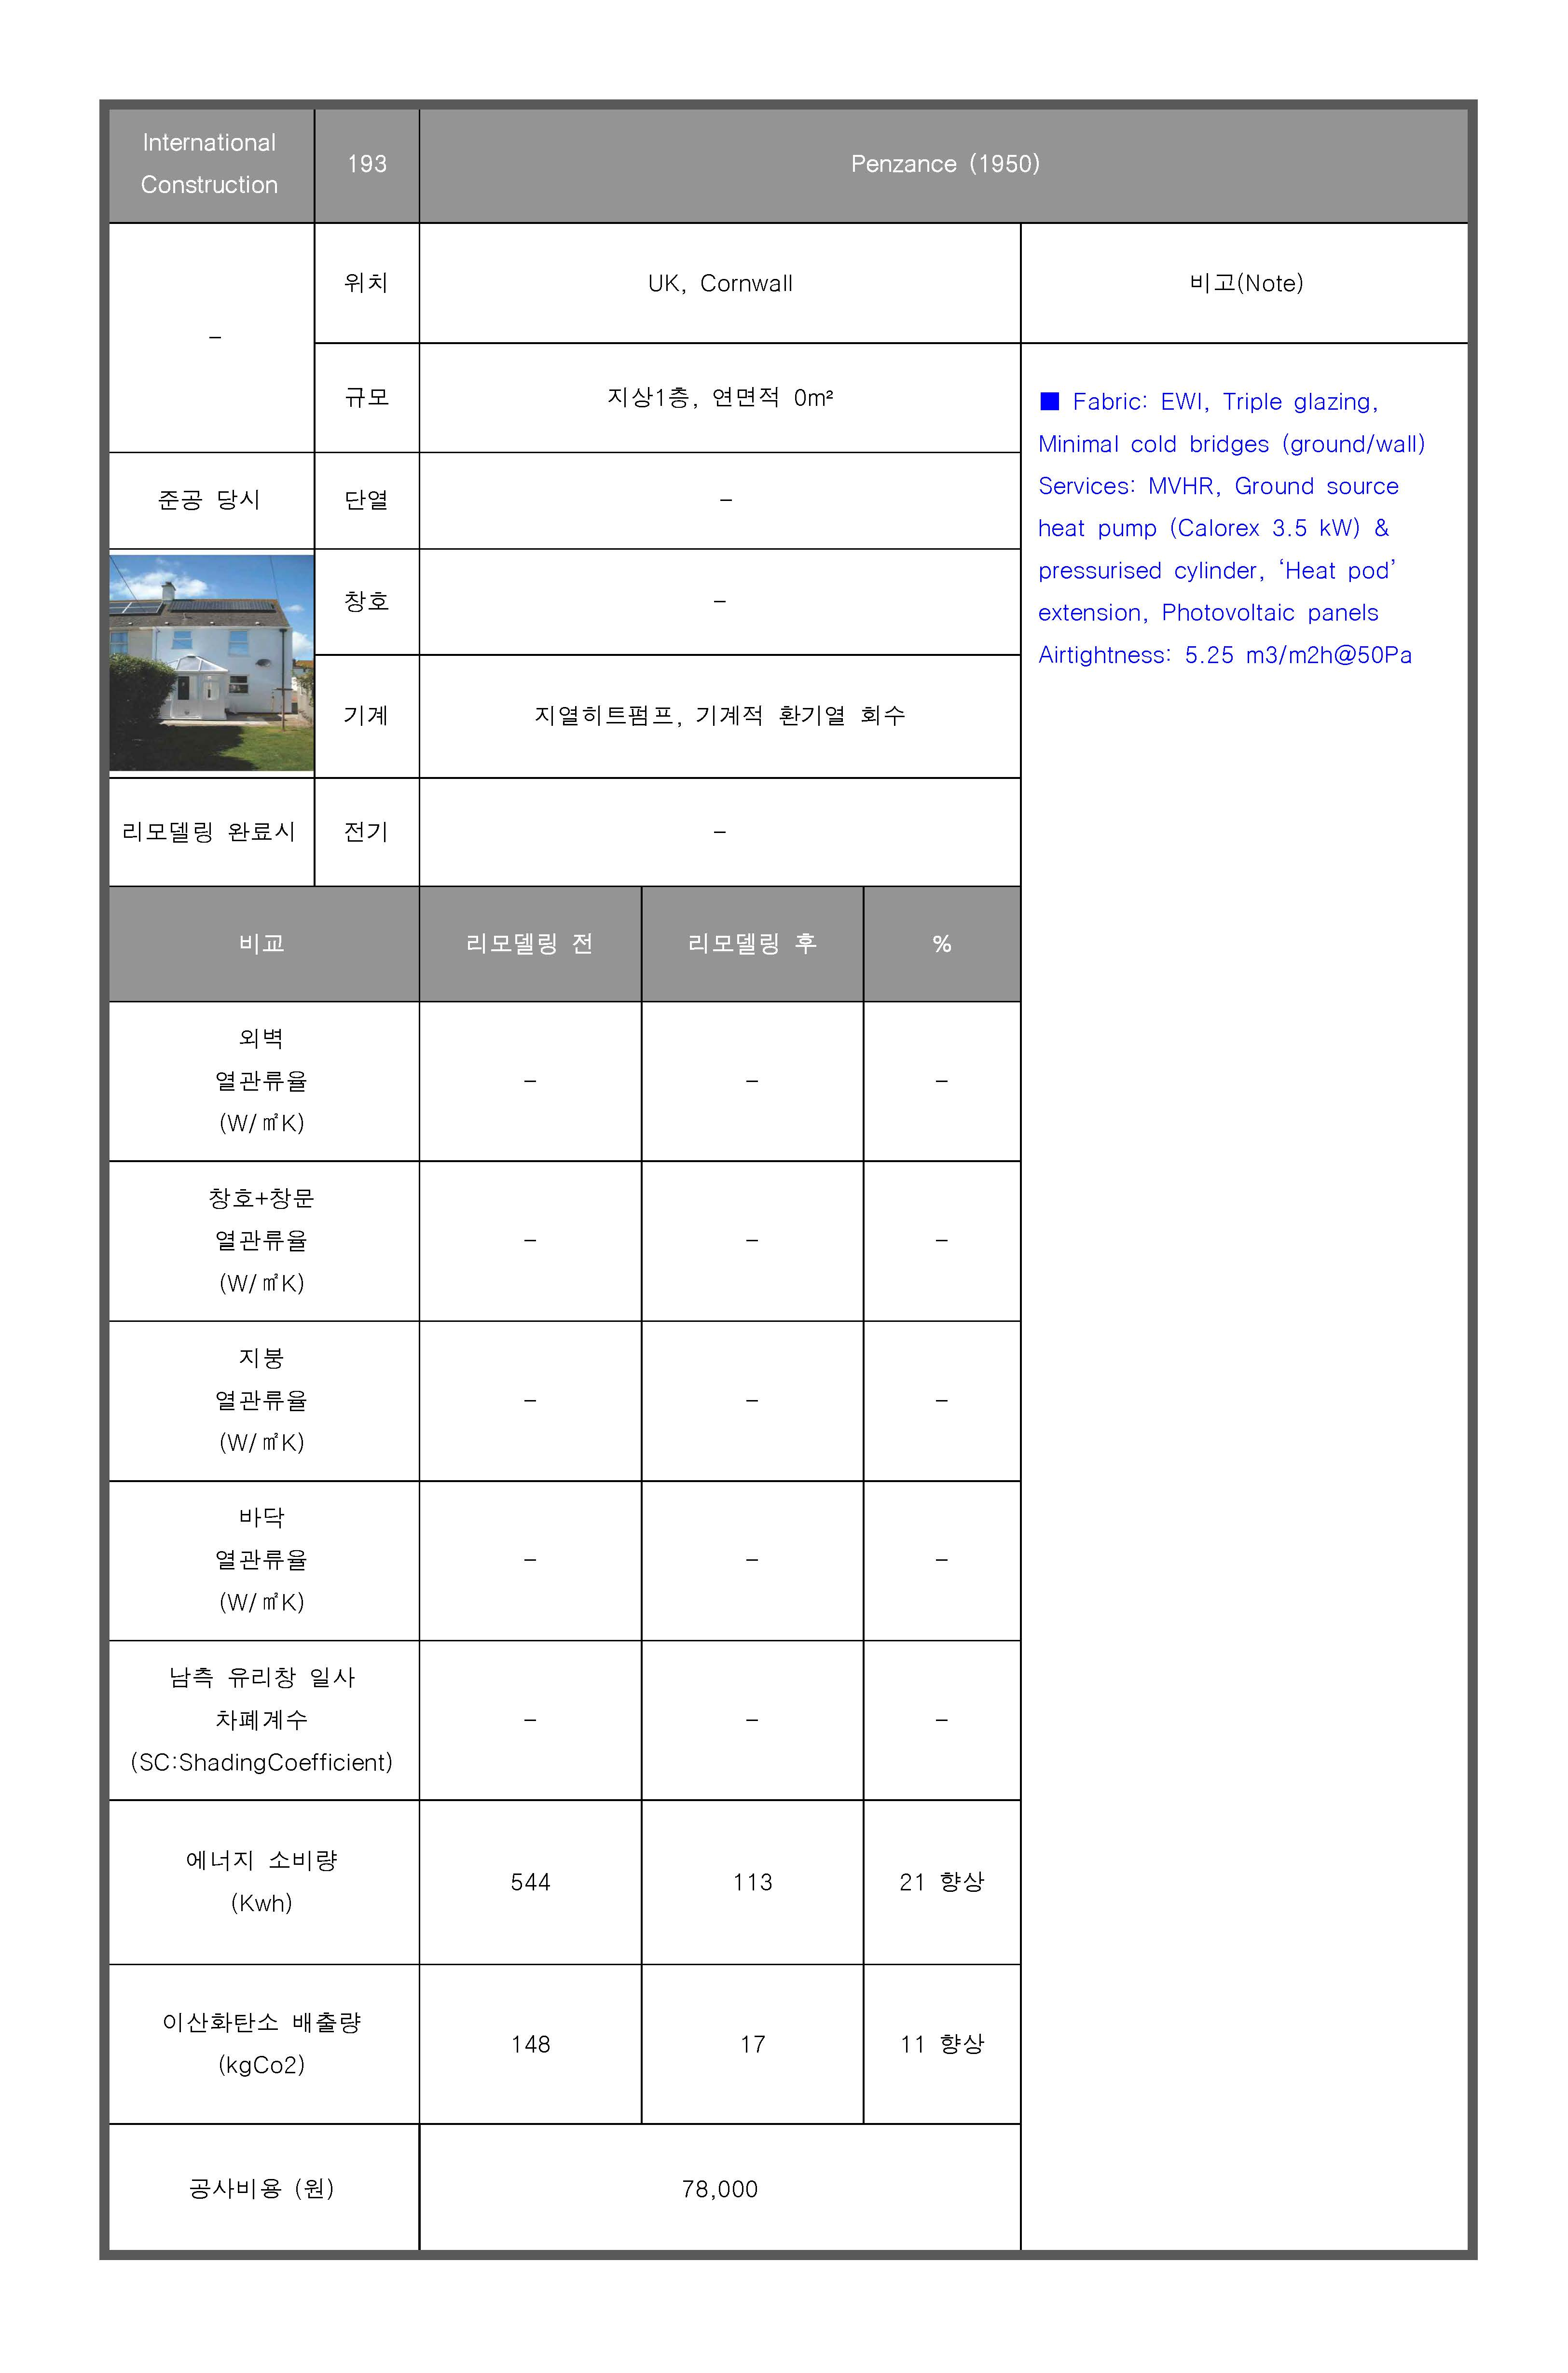 International
Construction
193
Penzance (1950)
-
위치
UK, Cornwall
비고(Note)
규모
지상1층, 연면적 0m²
■ Fabric: EWI, Triple glazing,
Minimal cold bridges (ground/wall)
Services: MVHR, Ground source
heat pump (Calorex 3.5 kW) &
pressurised cylinder, ‘Heat pod’
extension, Photovoltaic panels
Airtightness: 5.25 m3/m2h@50Pa
준공 당시
단열
-
창호
-
기계
지열히트펌프, 기계적 환기열 회수
리모델링 완료시
전기
-
비교
리모델링 전
리모델링 후
%
외벽
열관류율
(W/㎡K)
-
-
-
창호+창문
열관류율
(W/㎡K)
-
-
-
지붕
열관류율
(W/㎡K)
-
-
-
바닥
열관류율
(W/㎡K)
-
-
-
남측 유리창 일사
차폐계수
(SC:ShadingCoefficient)
-
-
-
에너지 소비량
(Kwh)
544
113
21 향상
이산화탄소 배출량
(kgCo2)
148
17
11 향상
공사비용 (원)
78,000